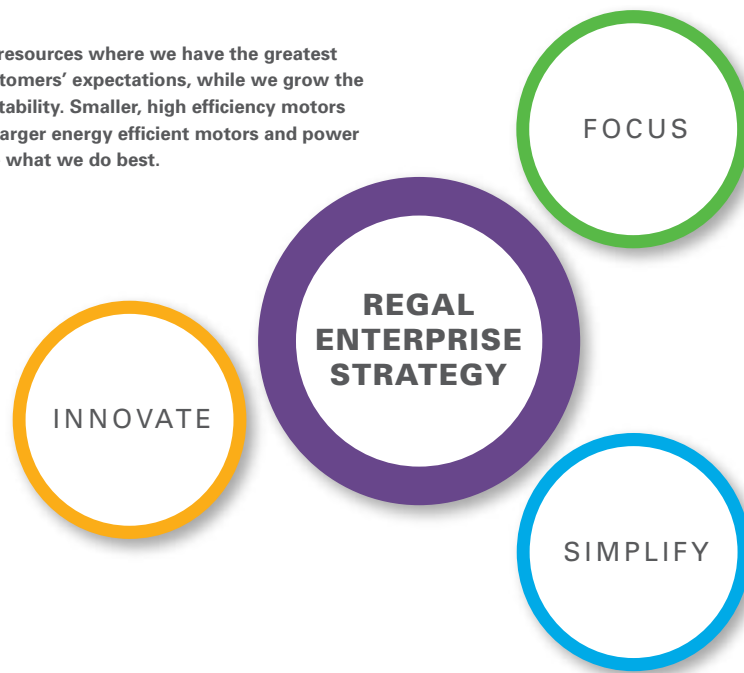 resources where we have the greatest
tomers’ expectations, while we grow the
tability. Smaller, high efficiency motors
arger energy efficient motors and power
what we do best.
FOCUS
REGAL
ENTERPRISE
STRATEGY
INNOVATE
SIMPLIFY